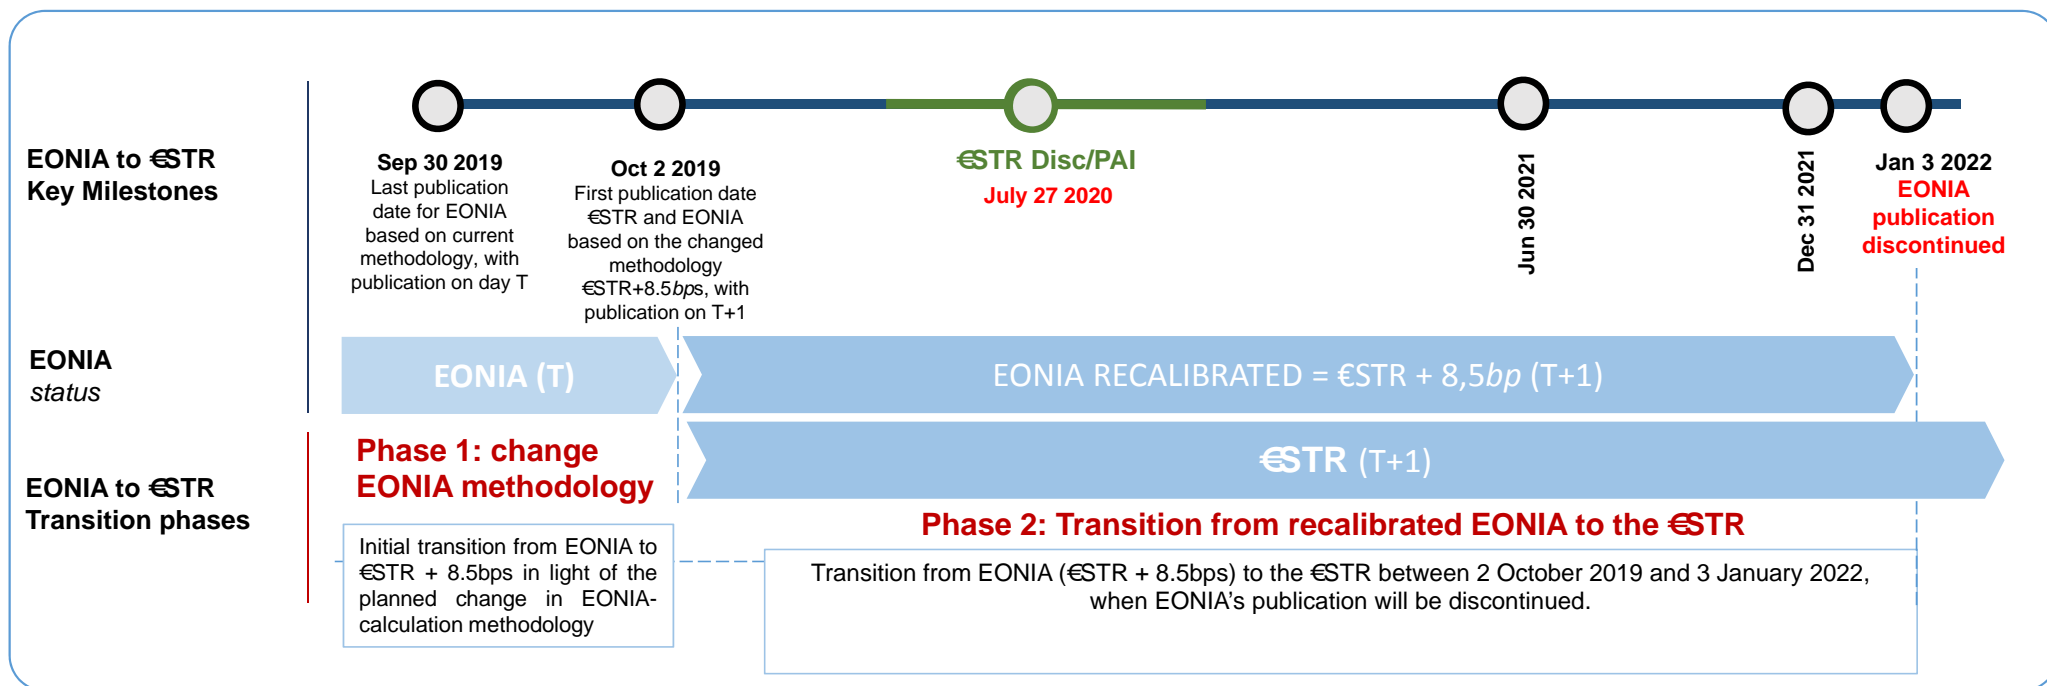 EONIA to €STR
Key Milestones
Sep 30 2019
Last publication
date for EONIA
based on current
methodology, with
publication on day T
Oct 2 2019
First publication date
€STR and EONIA
based on the changed
methodology
€STR+8.5bps, with
publication on T+1
€STR Disc/PAI
July 27 2020
Jun 30 2021
Dec 31 2021
Jan 3 2022
EONIA
publication
discontinued
EONIA
status
EONIA (T)
EONIA RECALIBRATED = €STR + 8,5bp (T+1)
EONIA to €STR
Transition phases
Phase 1: change
EONIA methodology
€STR (T+1)
Phase 2: Transition from recalibrated EONIA to the €STR
Initial transition from EONIA to
€STR + 8.5bps in light of the
planned change in EONIA-
calculation methodology
Transition from EONIA (€STR + 8.5bps) to the €STR between 2 October 2019 and 3 January 2022,
when EONIA’s publication will be discontinued.